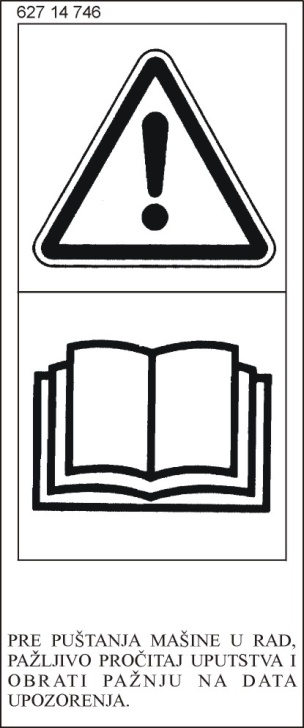 627 14 746
PRE PUŠTANJA MAŠINE U RAD,
PAŽLJIVO PROČITAJ UPUTSTVA I
OBRATI PAŽNJU NA DATA
UPOZORENJA.